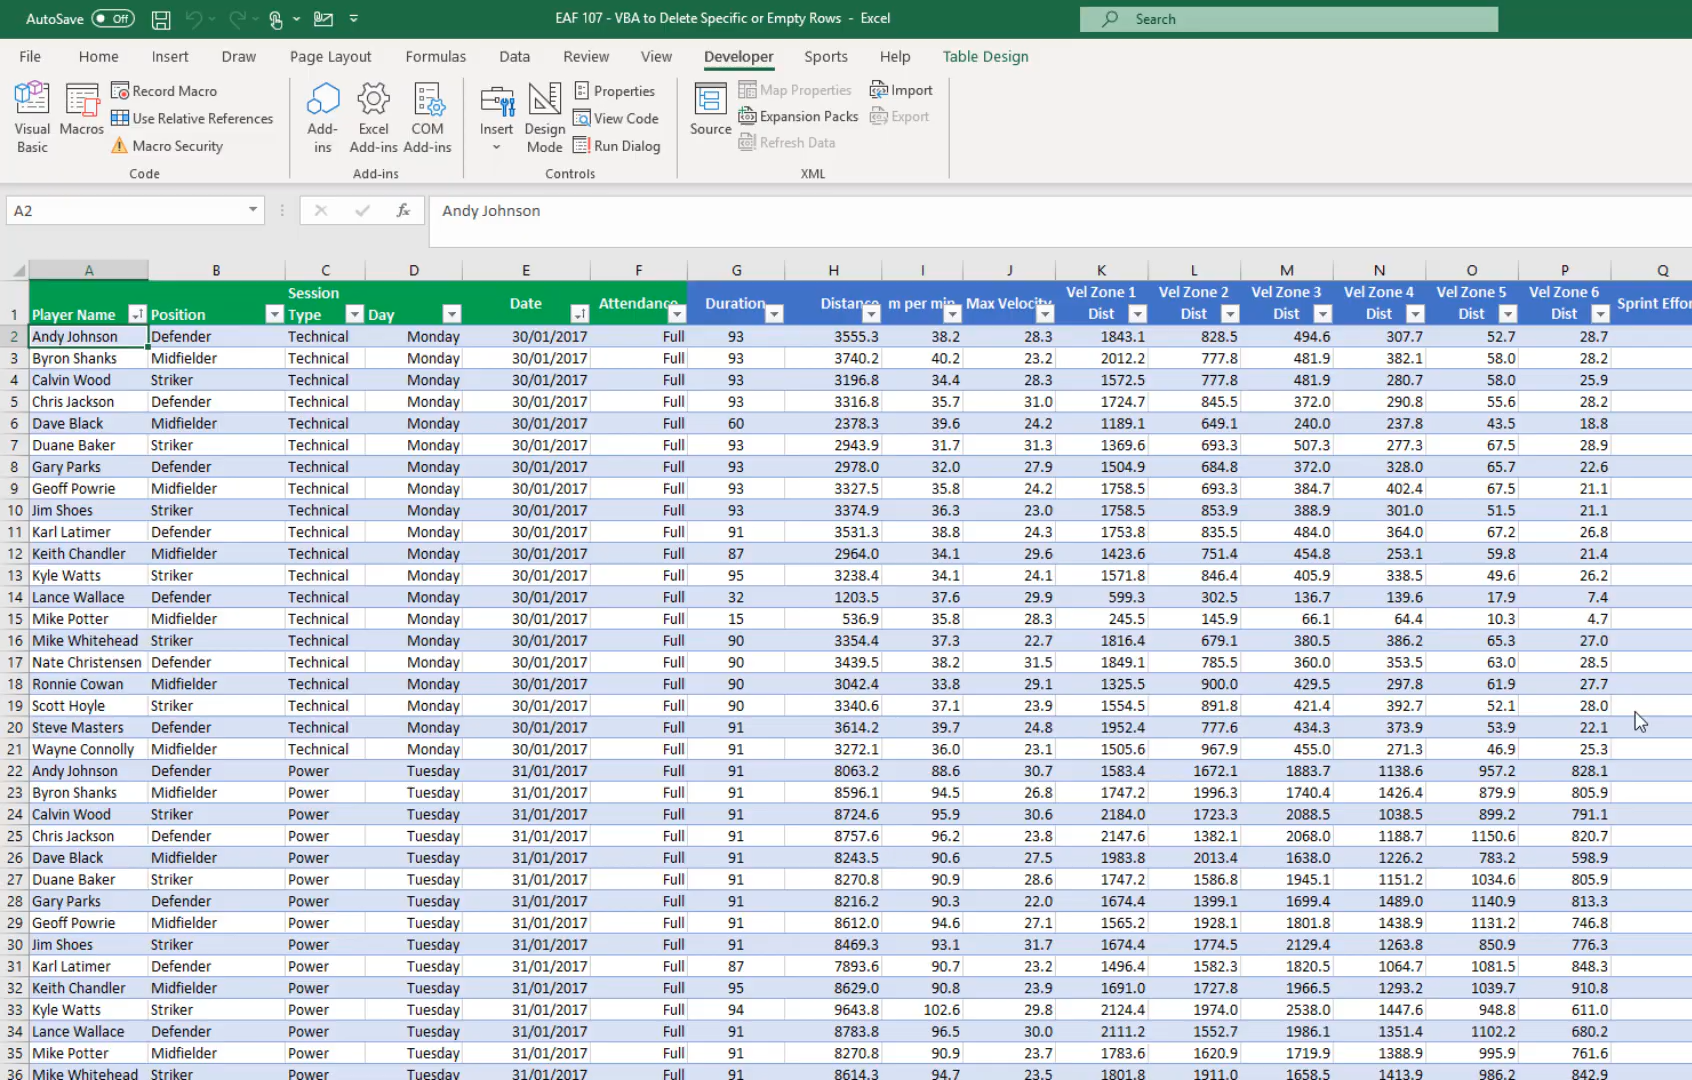 AutoSave Off EAF 107 - VBA to Delete Specific or Empty Rows - Excel Search
File Home Insert Draw Page Layout Formulas Data Review View Developer Sports Help Table Design
Visual Basic
Macros
Record Macro
Use Relative References
Macro Security
Code
Add-ins
Excel Add-ins
COM Add-ins
Add-ins
Insert
Design Mode
Properties
View Code
Run Dialog
Controls
Source
Map Properties
Expansion Packs
Refresh Data
Import
Export
XML
A2 fx Andy Johnson
A B C D E F G H I J K L M N O P Q
1 Player Name Position Session Type Day Date Attendance Duration Distance m per min Max Velocity Vel Zone 1 Dist Vel Zone 2 Dist Vel Zone 3 Dist Vel Zone 4 Dist Vel Zone 5 Dist Vel Zone 6 Dist Sprint Effor
2 Andy Johnson Defender Technical Monday 30/01/2017 Full 93 3555.3 38.2 28.3 1843.1 828.5 494.6 307.7 52.7 28.7
3 Byron Shanks Midfielder Technical Monday 30/01/2017 Full 93 3740.2 40.2 23.2 2012.2 777.8 481.9 382.1 58.0 28.2
4 Calvin Wood Striker Technical Monday 30/01/2017 Full 93 3196.8 34.4 28.3 1572.5 777.8 481.9 280.7 58.0 25.9
5 Chris Jackson Defender Technical Monday 30/01/2017 Full 93 3316.8 35.7 31.0 1724.7 845.5 372.0 290.8 55.6 28.2
6 Dave Black Midfielder Technical Monday 30/01/2017 Full 60 2378.3 39.6 24.2 1189.1 649.1 240.0 237.8 43.5 18.8
7 Duane Baker Striker Technical Monday 30/01/2017 Full 93 2943.9 31.7 31.3 1369.6 693.3 507.3 277.3 67.5 28.9
8 Gary Parks Defender Technical Monday 30/01/2017 Full 93 2978.0 32.0 27.9 1504.9 684.8 372.0 328.0 65.7 22.6
9 Geoff Powrie Midfielder Technical Monday 30/01/2017 Full 93 3327.5 35.8 24.2 1758.5 693.3 384.7 402.4 67.5 21.1
10 Jim Shoes Striker Technical Monday 30/01/2017 Full 93 3374.9 36.3 23.0 1758.5 853.9 388.9 301.0 51.5 21.1
11 Karl Latimer Defender Technical Monday 30/01/2017 Full 91 3531.3 38.8 24.3 1753.8 835.5 484.0 364.0 67.2 26.8
12 Keith Chandler Midfielder Technical Monday 30/01/2017 Full 87 2964.0 34.1 29.6 1423.6 751.4 454.8 253.1 59.8 21.4
13 Kyle Watts Striker Technical Monday 30/01/2017 Full 95 3238.4 34.1 24.1 1571.8 846.4 405.9 338.5 49.6 26.2
14 Lance Wallace Defender Technical Monday 30/01/2017 Full 32 1203.5 37.6 29.9 599.3 302.5 136.7 139.6 17.9 7.4
15 Mike Potter Midfielder Technical Monday 30/01/2017 Full 15 536.9 35.8 28.3 245.5 145.9 66.1 64.4 10.3 4.7
16 Mike Whitehead Striker Technical Monday 30/01/2017 Full 90 3354.4 37.3 22.7 1816.4 679.1 380.5 386.2 65.3 27.0
17 Nate Christensen Defender Technical Monday 30/01/2017 Full 90 3439.5 38.2 31.5 1849.1 785.5 360.0 353.5 63.0 28.5
18 Ronnie Cowan Midfielder Technical Monday 30/01/2017 Full 90 3042.4 33.8 29.1 1325.5 900.0 429.5 297.8 61.9 27.7
19 Scott Hoyle Striker Technical Monday 30/01/2017 Full 90 3340.6 37.1 23.9 1554.5 891.8 421.4 392.7 52.1 28.0
20 Steve Masters Defender Technical Monday 30/01/2017 Full 91 3614.2 39.7 24.8 1952.4 777.6 434.3 373.9 53.9 22.1
21 Wayne Connolly Midfielder Technical Monday 30/01/2017 Full 91 3272.1 36.0 23.1 1505.6 967.9 455.0 271.3 46.9 25.3
22 Andy Johnson Defender Power Tuesday 31/01/2017 Full 91 8063.2 88.6 30.7 1583.4 1672.1 1883.7 1138.6 957.2 828.1
23 Byron Shanks Midfielder Power Tuesday 31/01/2017 Full 91 8596.1 94.5 26.8 1747.2 1996.3 1740.4 1426.4 879.9 805.9
24 Calvin Wood Striker Power Tuesday 31/01/2017 Full 91 8724.6 95.9 30.6 2184.0 1723.3 2088.5 1038.5 899.2 791.1
25 Chris Jackson Defender Power Tuesday 31/01/2017 Full 91 8757.6 96.2 23.8 2147.6 1382.1 2068.0 1188.7 1150.6 820.7
26 Dave Black Midfielder Power Tuesday 31/01/2017 Full 91 8243.5 90.6 27.5 1983.8 2013.4 1638.0 1226.2 783.2 598.9
27 Duane Baker Striker Power Tuesday 31/01/2017 Full 91 8270.8 90.9 28.6 1747.2 1586.8 1945.1 1151.2 1034.6 805.9
28 Gary Parks Defender Power Tuesday 31/01/2017 Full 91 8216.2 90.3 22.0 1674.4 1399.1 1699.4 1489.0 1140.9 813.3
29 Geoff Powrie Midfielder Power Tuesday 31/01/2017 Full 91 8612.0 94.6 27.1 1565.2 1928.1 1801.8 1438.9 1131.2 746.8
30 Jim Shoes Striker Power Tuesday 31/01/2017 Full 91 8469.3 93.1 31.7 1674.4 1774.5 2129.4 1263.8 850.9 776.3
31 Karl Latimer Defender Power Tuesday 31/01/2017 Full 87 7893.6 90.7 23.2 1496.4 1582.3 1820.5 1064.7 1081.5 848.3
32 Keith Chandler Midfielder Power Tuesday 31/01/2017 Full 95 8629.0 90.8 23.9 1691.0 1727.8 1966.5 1293.2 1039.7 910.8
33 Kyle Watts Striker Power Tuesday 31/01/2017 Full 94 9643.8 102.6 29.8 2124.4 1974.0 2538.0 1447.6 948.8 611.0
34 Lance Wallace Defender Power Tuesday 31/01/2017 Full 91 8783.8 96.5 30.0 2111.2 1552.7 1986.1 1351.4 1102.2 680.2
35 Mike Potter Midfielder Power Tuesday 31/01/2017 Full 91 8270.8 90.9 23.7 1783.6 1620.9 1719.9 1388.9 995.9 761.6
36 Mike Whitehead Striker Power Tuesday 31/01/2017 Full 91 8614.3 94.7 23.5 1801.8 1911.0 1658.5 1413.9 986.2 842.9